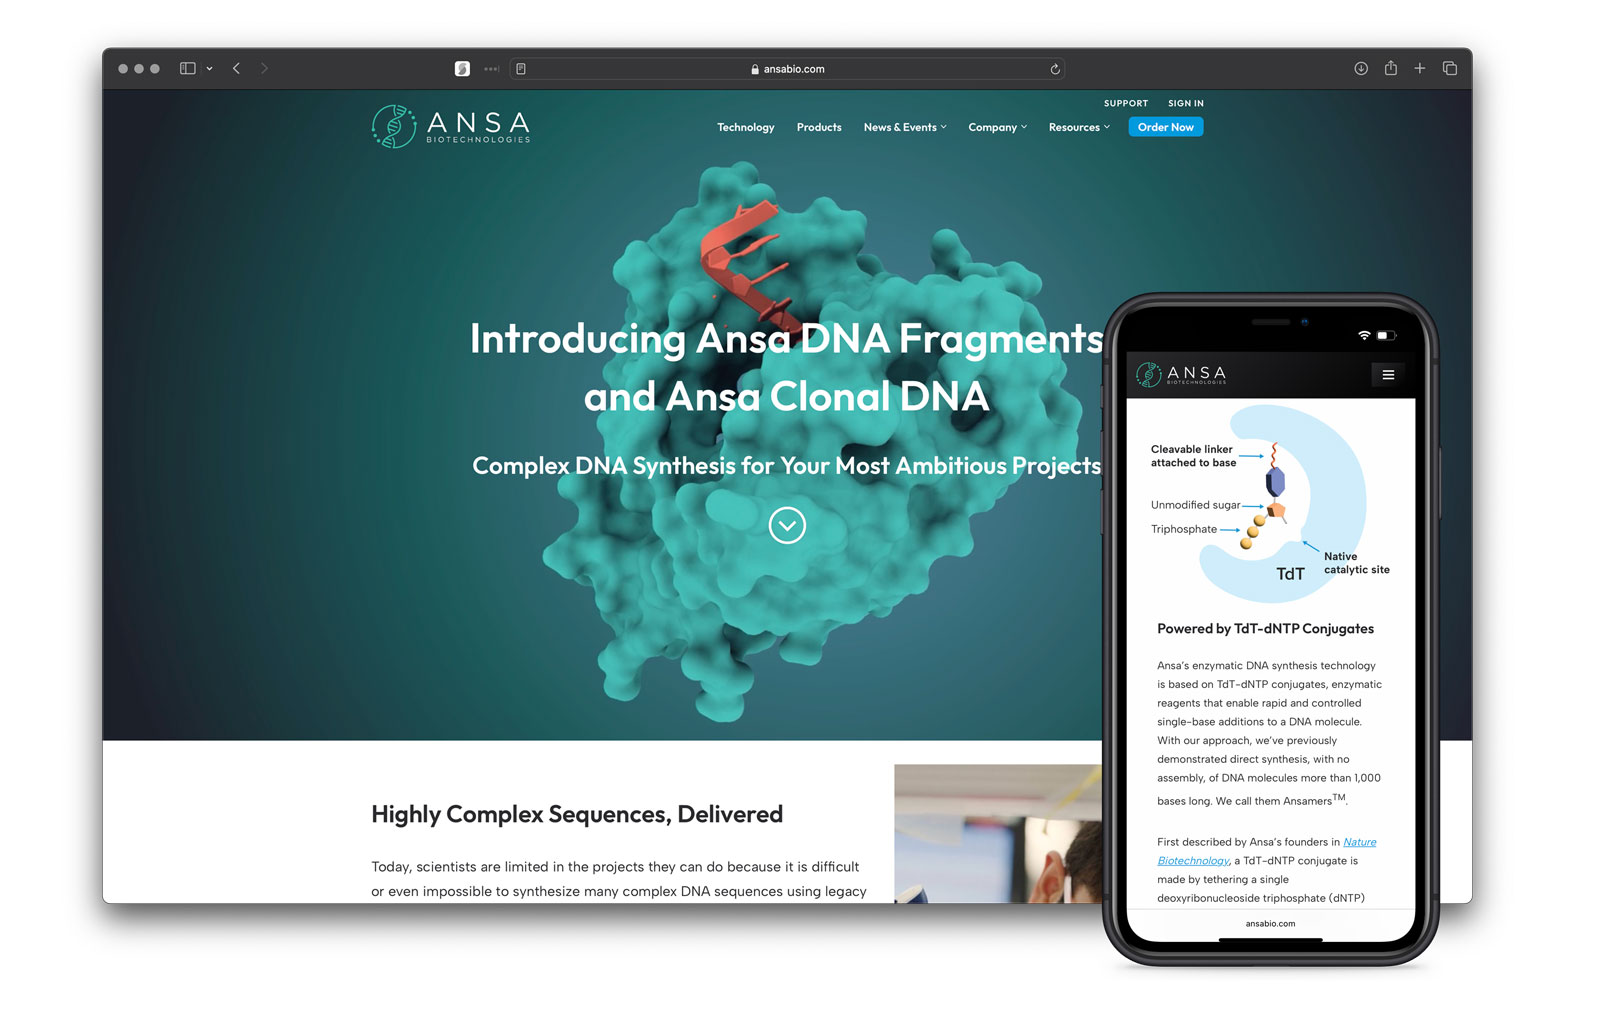 ansabio.com
SUPPORT SIGN IN
ANSA
BIOTECHNOLOGIES
Technology Products News & Events Company Resources Order Now
Introducing Ansa DNA Fragments
and Ansa Clonal DNA
Complex DNA Synthesis for Your Most Ambitious Projects
Highly Complex Sequences, Delivered
Today, scientists are limited in the projects they can do because it is difficult
or even impossible to synthesize many complex DNA sequences using legacy
ANSA
BIOTECHNOLOGIES
Cleavable linker
attached to base
Unmodified sugar
Triphosphate
Native
catalytic site
TdT
Powered by TdT-dNTP Conjugates
Ansa's enzymatic DNA synthesis technology
is based on TdT-dNTP conjugates, enzymatic
reagents that enable rapid and controlled
single-base additions to a DNA molecule.
With our approach, we've previously
demonstrated direct synthesis, with no
assembly, of DNA molecules more than 1,000
bases long. We call them Ansamers™.
First described by Ansa's founders in Nature
Biotechnology, a TdT-dNTP conjugate is
made by tethering a single
deoxyribonucleoside triphosphate (dNTP)
ansabio.com